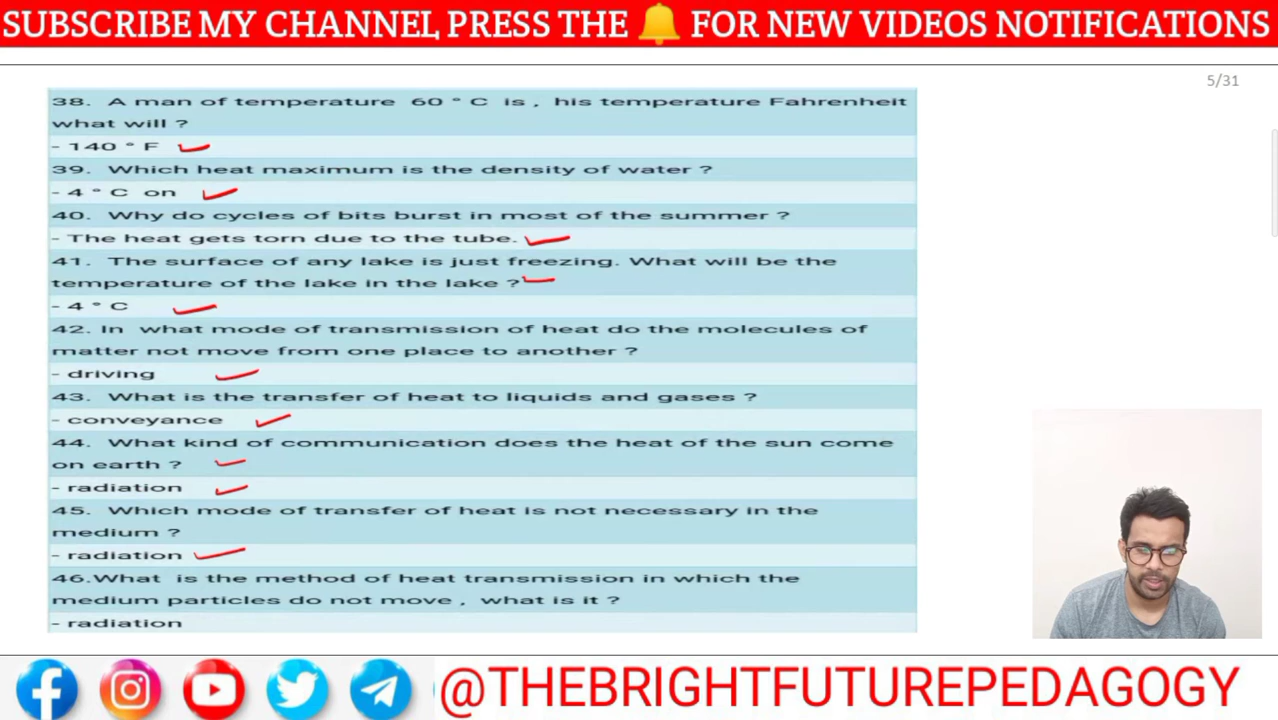 SUBSCRIBE MY CHANNEL, PRESS THE 🔔 FOR NEW VIDEOS NOTIFICATIONS
5/31
38. A man of temperature 60 ° C is , his temperature Fahrenheit
what will ?
- 140 ° F
39. Which heat maximum is the density of water ?
- 4 ° C on
40. Why do cycles of bits burst in most of the summer ?
- The heat gets torn due to the tube.
41. The surface of any lake is just freezing. What will be the
temperature of the lake in the lake ?
- 4 ° C
42. In what mode of transmission of heat do the molecules of
matter not move from one place to another ?
- driving
43. What is the transfer of heat to liquids and gases ?
- conveyance
44. What kind of communication does the heat of the sun come
on earth ?
- radiation
45. Which mode of transfer of heat is not necessary in the
medium ?
- radiation
46.What is the method of heat transmission in which the
medium particles do not move , what is it ?
- radiation
@THEBRIGHTFUTUREPEDAGOGY